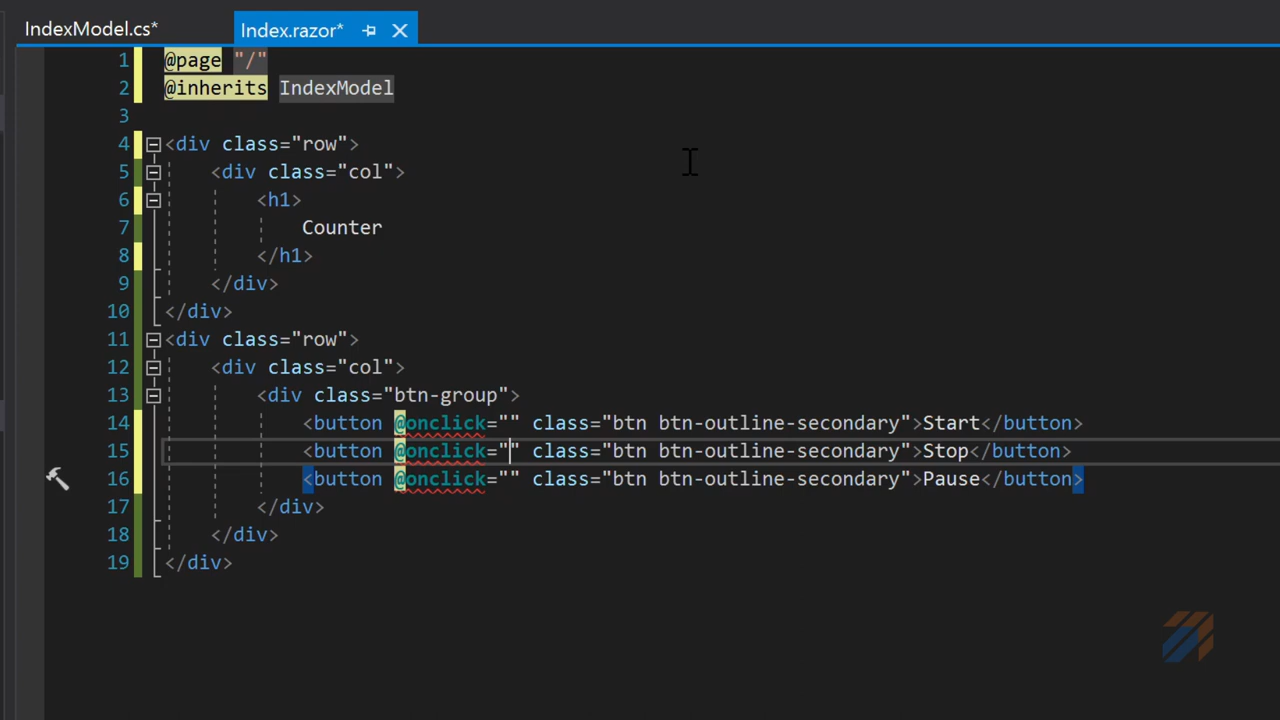 IndexModel.cs* Index.razor*
1 @page "/"
2 @inherits IndexModel
3
4 <div class="row">
5 <div class="col">
6 <h1>
7 Counter
8 </h1>
9 </div>
10 </div>
11 <div class="row">
12 <div class="col">
13 <div class="btn-group">
14 <button @onclick="" class="btn btn-outline-secondary">Start</button>
15 <button @onclick="" class="btn btn-outline-secondary">Stop</button>
16 <button @onclick="" class="btn btn-outline-secondary">Pause</button>
17 </div>
18 </div>
19 </div>